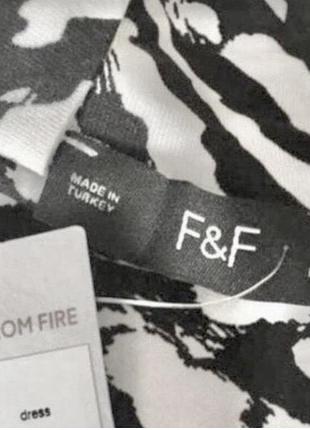 MADE IN
TURKEY
F&F
OM FIRE
dress